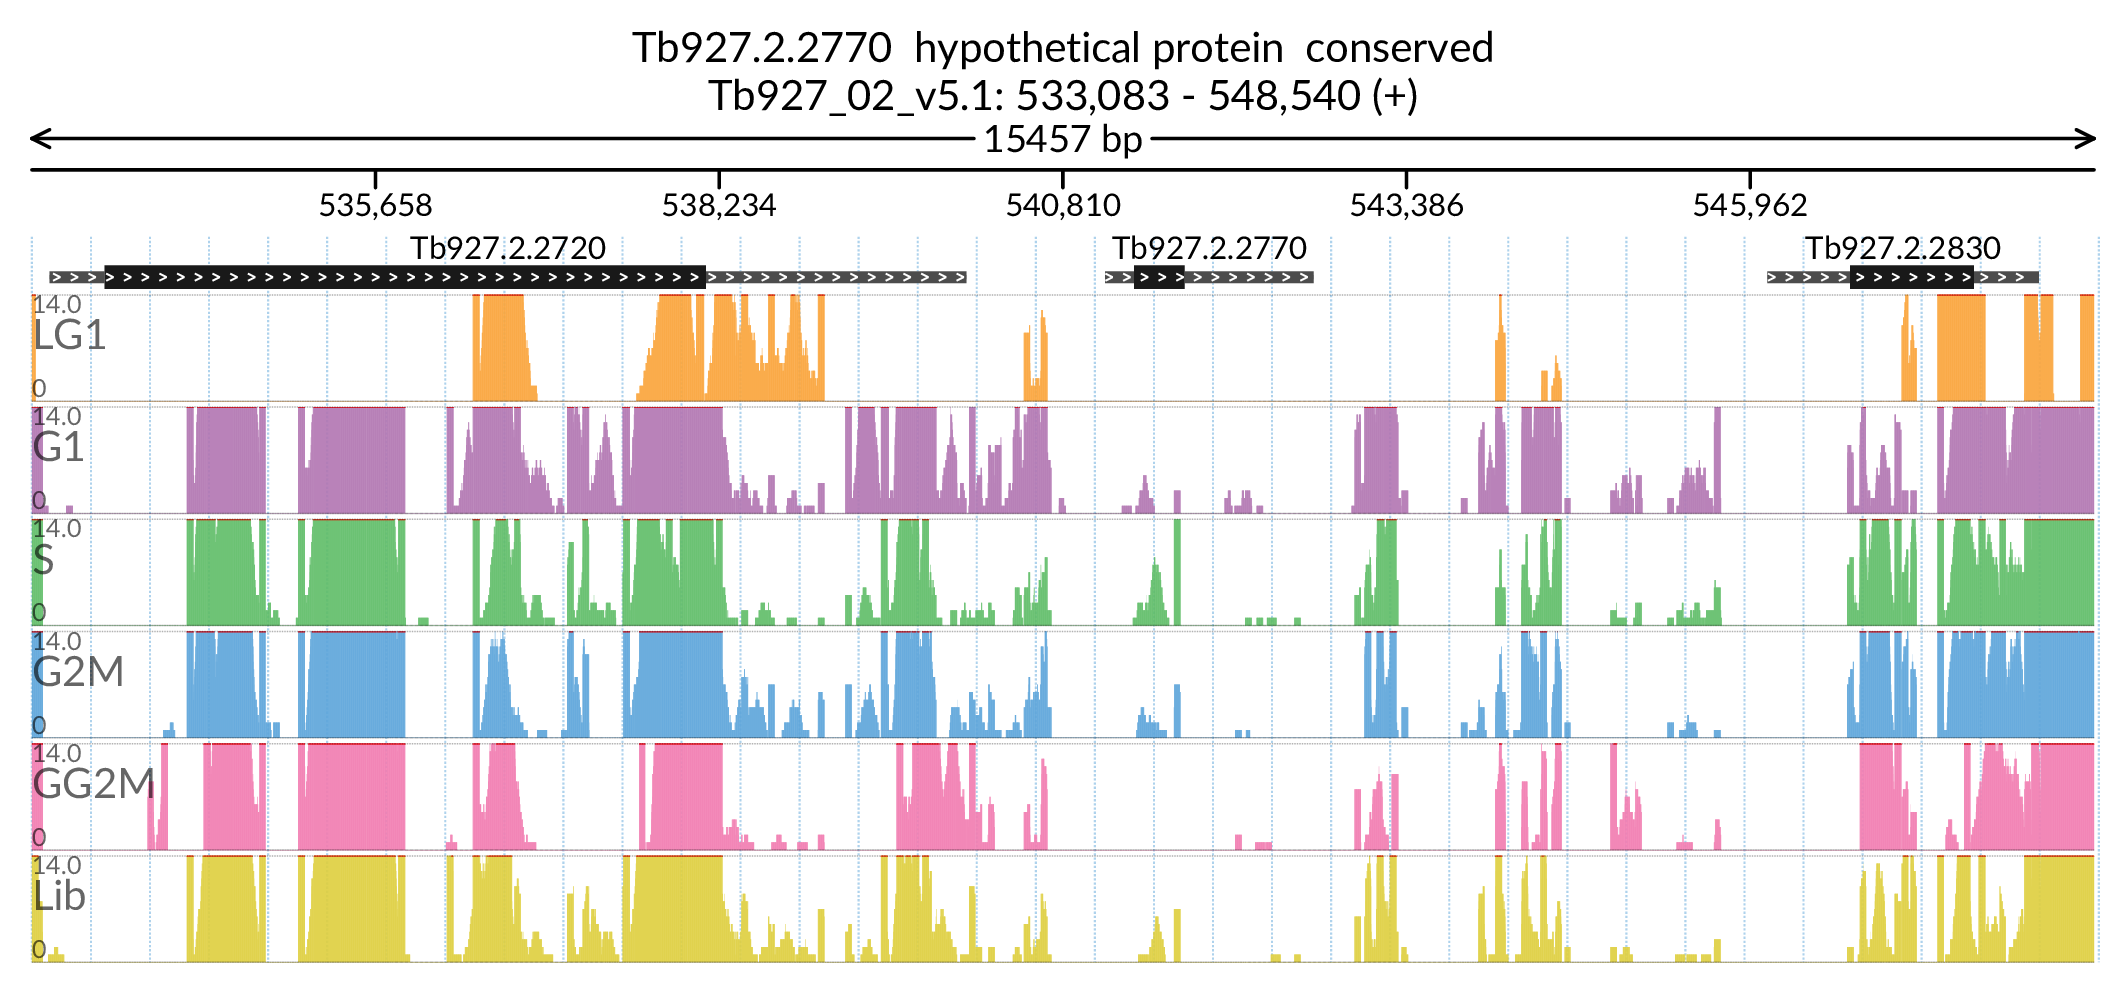 Tb927.2.2770  hypothetical protein  conserved
Tb927_02_v5.1: 533,083 - 548,540 (+)
15457 bp
535,658 538,234 540,810 543,386 545,962
Tb927.2.2720 Tb927.2.2770 Tb927.2.2830
14.0
LG1
0
14.0
G1
0
14.0
S
0
14.0
G2M
0
14.0
GG2M
0
14.0
Lib
0